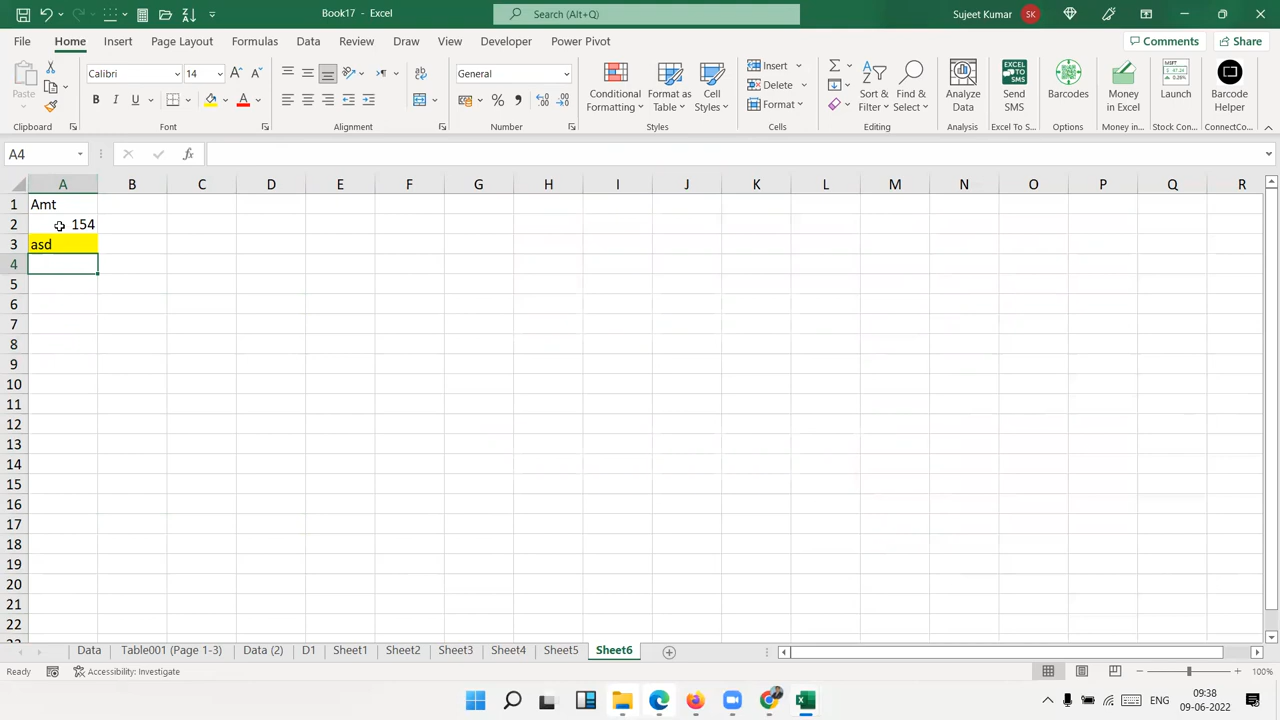 Book17 - Excel
Search (Alt+Q)
Sujeet Kumar
SK
File Home Insert Page Layout Formulas Data Review View Draw Developer Power Pivot
Comments
Share
Paste
Calibri
14
General
B I U
Conditional Formatting
Format as Table
Cell Styles
Insert
Delete
Format
Sort & Filter
Find & Select
Analyze Data
Send SMS
Barcodes
Money in Excel
Launch
Barcode Helper
Clipboard
Font
Alignment
Number
Styles
Cells
Editing
Analysis
Excel To S...
Options
Money in...
Stock Con...
ConnectCo...
A4
fx
A B C D E F G H I J K L M N O P Q R
1 Amt
2 154
3 asd
4
5
6
7
8
9
10
11
12
13
14
15
16
17
18
19
20
21
22
Data Table001 (Page 1-3) Data (2) D1 Sheet1 Sheet2 Sheet3 Sheet4 Sheet5 Sheet6
Ready
Accessibility: Investigate
100%
ENG
09:38
09-06-2022